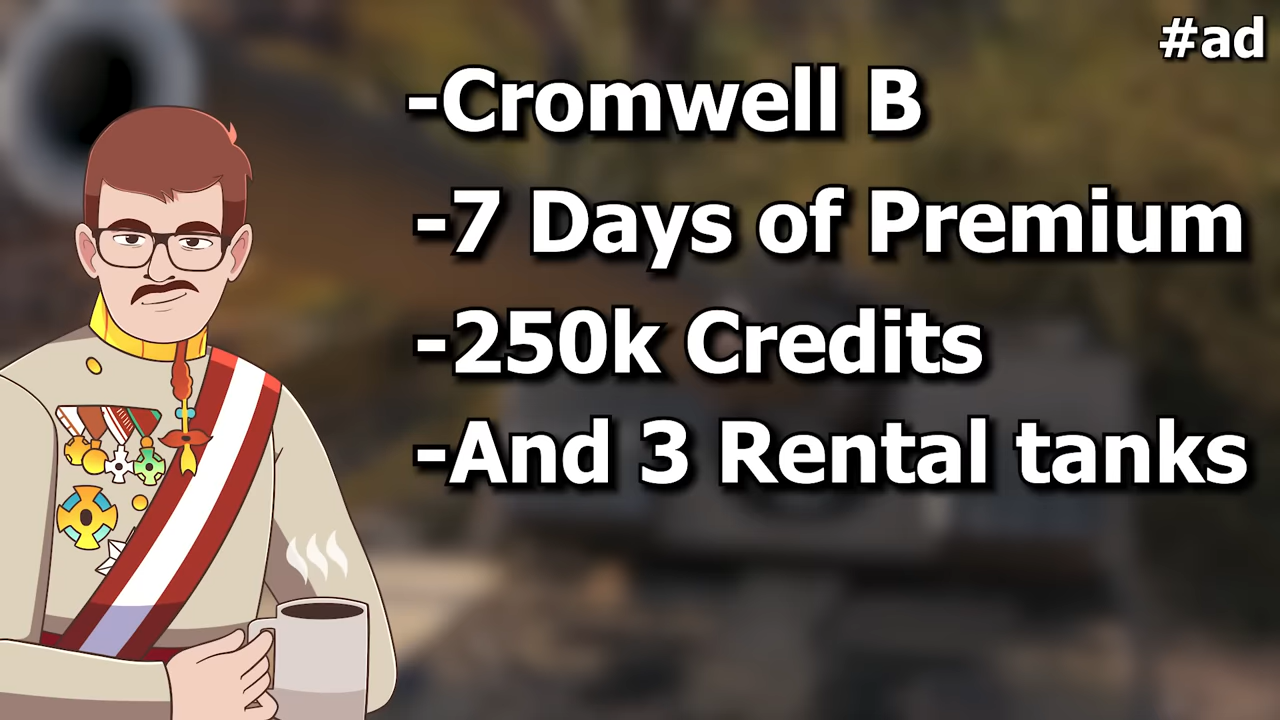 #ad
-Cromwell B
-7 Days of Premium
-250k Credits
-And 3 Rental tanks